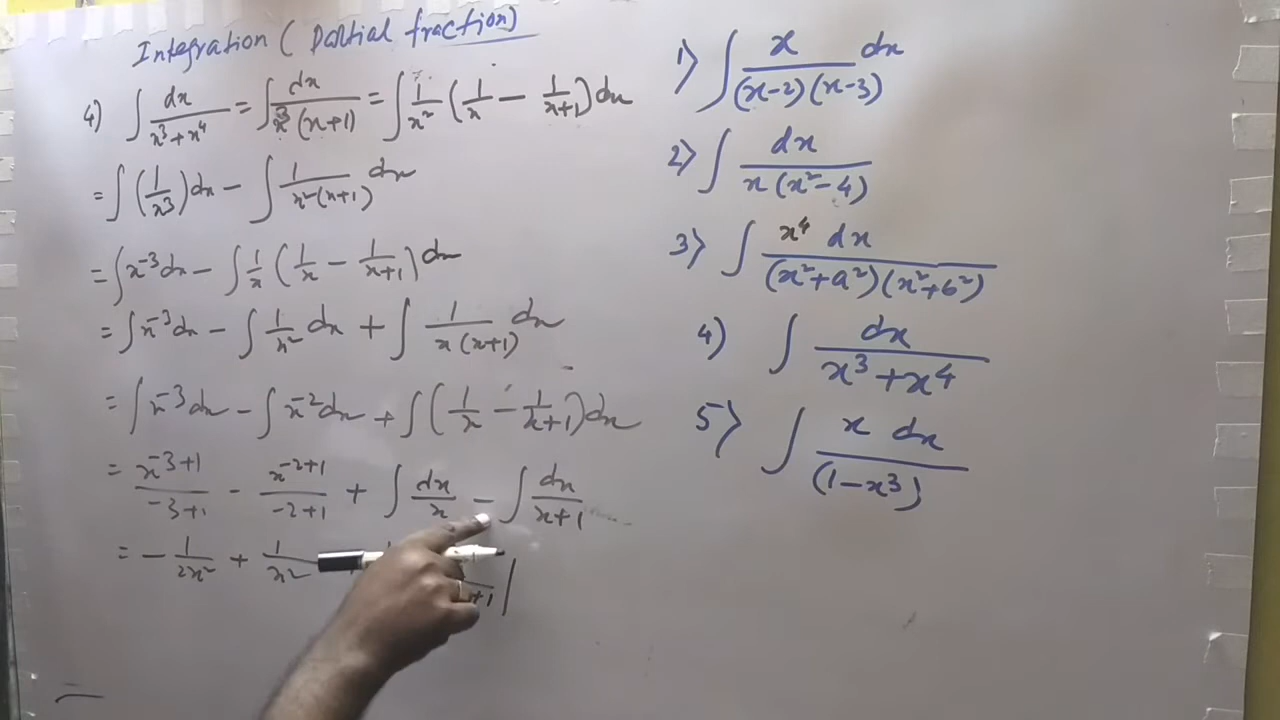 Integration ( Partial fraction)
4) ∫ dx/(x³+x⁴) = ∫ dx/(x³(x+1)) = ∫ 1/x² (1/x − 1/(x+1)) dx
= ∫ (1/x³) dx − ∫ 1/(x²(x+1)) dx
= ∫ x⁻³ dx − ∫ 1/x (1/x − 1/(x+1)) dx
= ∫ x⁻³ dx − ∫ 1/x² dx + ∫ 1/(x(x+1)) dx
= ∫ x⁻³ dx − ∫ x⁻² dx + ∫ (1/x − 1/(x+1)) dx
= x⁻³⁺¹/(-3+1) − x⁻²⁺¹/(-2+1) + ∫ dx/x − ∫ dx/(x+1)
= − 1/2x² + 1/x² +1|
1) ∫ x/((x-2)(x-3)) dx
2) ∫ dx/(x(x²-4))
3) ∫ x⁴ dx/((x²+a²)(x²+b²))
4) ∫ dx/(x³+x⁴)
5) ∫ x dx/(1-x³)